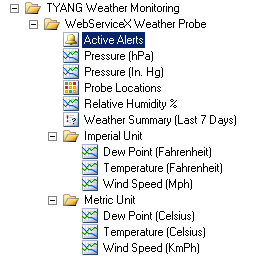 TYANG Weather Monitoring
WebServiceX Weather Probe
Active Alerts
Pressure (hPa)
Pressure (In. Hg)
Probe Locations
Relative Humidity %
Weather Summary (Last 7 Days)
Imperial Unit
Dew Point (Fahrenheit)
Temperature (Fahrenheit)
Wind Speed (Mph)
Metric Unit
Dew Point (Celsius)
Temperature (Celsius)
Wind Speed (KmPh)